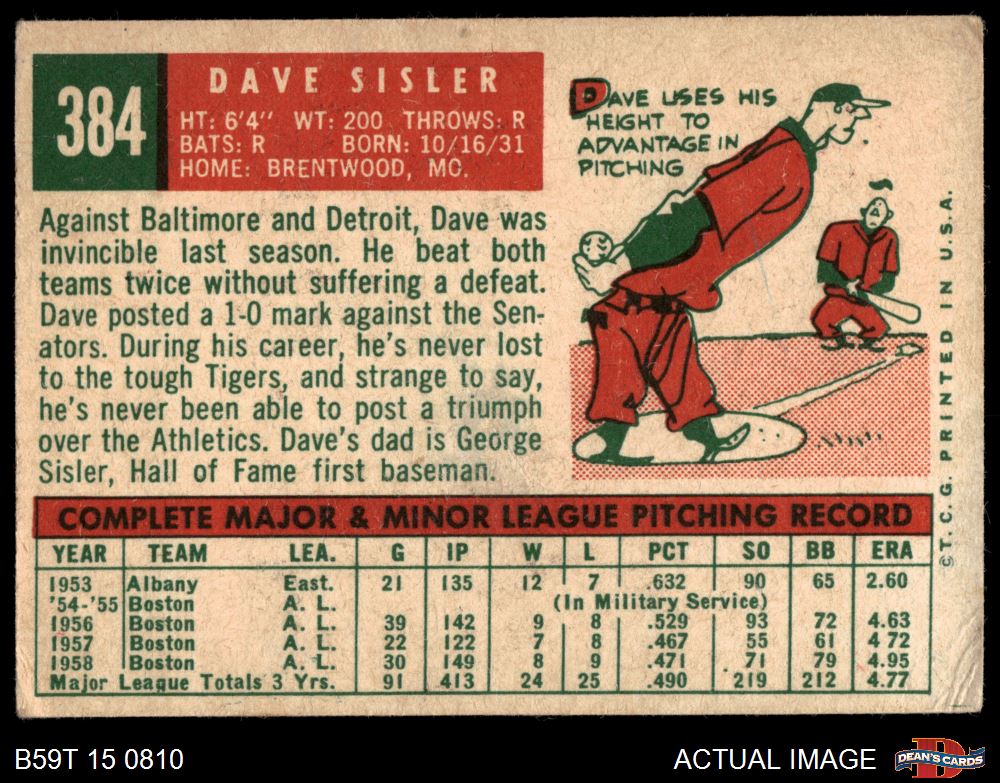 384
DAVE SISLER
HT: 6'4" WT: 200 THROWS: R
BATS: R BORN: 10/16/31
HOME: BRENTWOOD, MO.
DAVE USES HIS
HEIGHT TO
ADVANTAGE IN
PITCHING
Against Baltimore and Detroit, Dave was
invincible last season. He beat both
teams twice without suffering a defeat.
Dave posted a 1-0 mark against the Sen-
ators. During his career, he's never lost
to the tough Tigers, and strange to say,
he's never been able to post a triumph
over the Athletics. Dave's dad is George
Sisler, Hall of Fame first baseman.
©T.C.G. PRINTED IN U.S.A.
COMPLETE MAJOR & MINOR LEAGUE PITCHING RECORD
YEAR TEAM LEA. G IP W L PCT SO BB ERA
1953 Albany East. 21 135 12 7 .632 90 65 2.60
'54-'55 Boston A. L. (In Military Service)
1956 Boston A. L. 39 142 9 8 .529 93 72 4.63
1957 Boston A. L. 22 122 7 8 .467 55 61 4 72
1958 Boston A. L. 30 149 8 9 .471 71 79 4.95
Major League Totals 3 Yrs. 91 413 24 25 .490 219 212 4.77
B59T 15 0810
ACTUAL IMAGE
DEAN'S CARDS